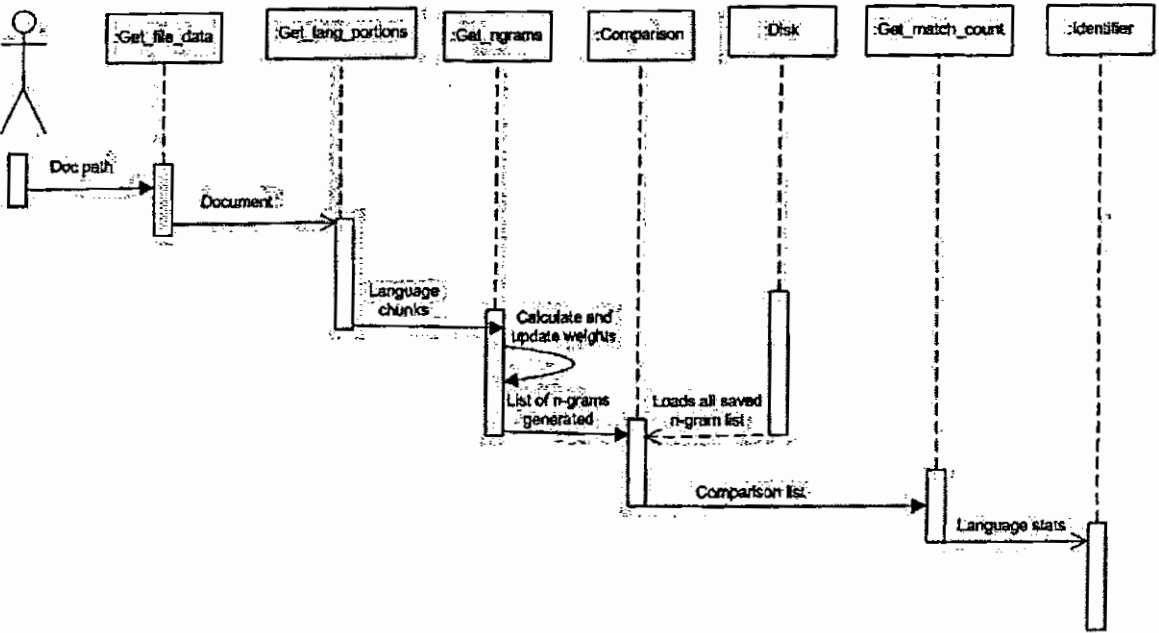 :Get_file_data
:Get_lang_portions
:Get_ngrams
:Comparison
:Disk
:Get_match_count
:Identifier
Doc path
Document
Language
chunks
Calculate and
update weights
List of n-grams
generated
Loads all saved
n-gram list
Comparison list
Language stats